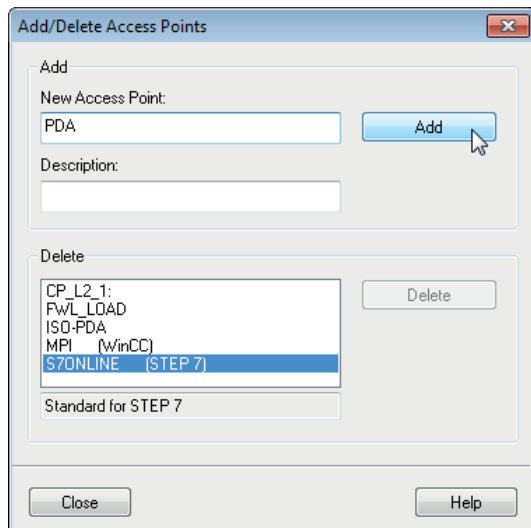 Add/Delete Access Points
Add
New Access Point:
PDA
Add
Description:
Delete
CP_L2_1:
FWL_LOAD
ISO-PDA
MPI (WinCC)
S7ONLINE (STEP 7)
Delete
Standard for STEP 7
Close
Help